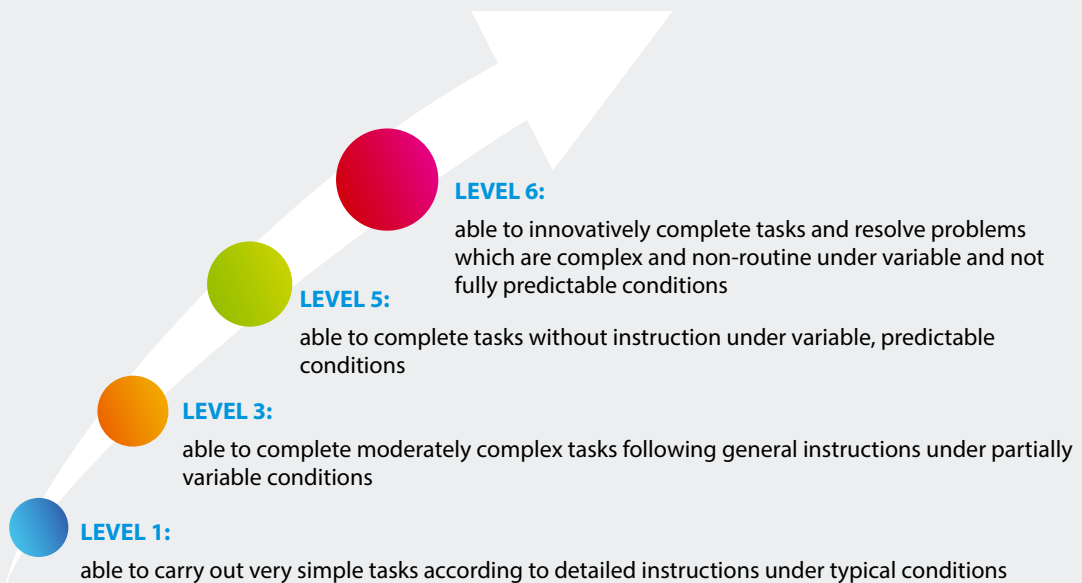 LEVEL 6:
able to innovatively complete tasks and resolve problems
which are complex and non-routine under variable and not
fully predictable conditions
LEVEL 5:
able to complete tasks without instruction under variable, predictable
conditions
LEVEL 3:
able to complete moderately complex tasks following general instructions under partially
variable conditions
LEVEL 1:
able to carry out very simple tasks according to detailed instructions under typical conditions